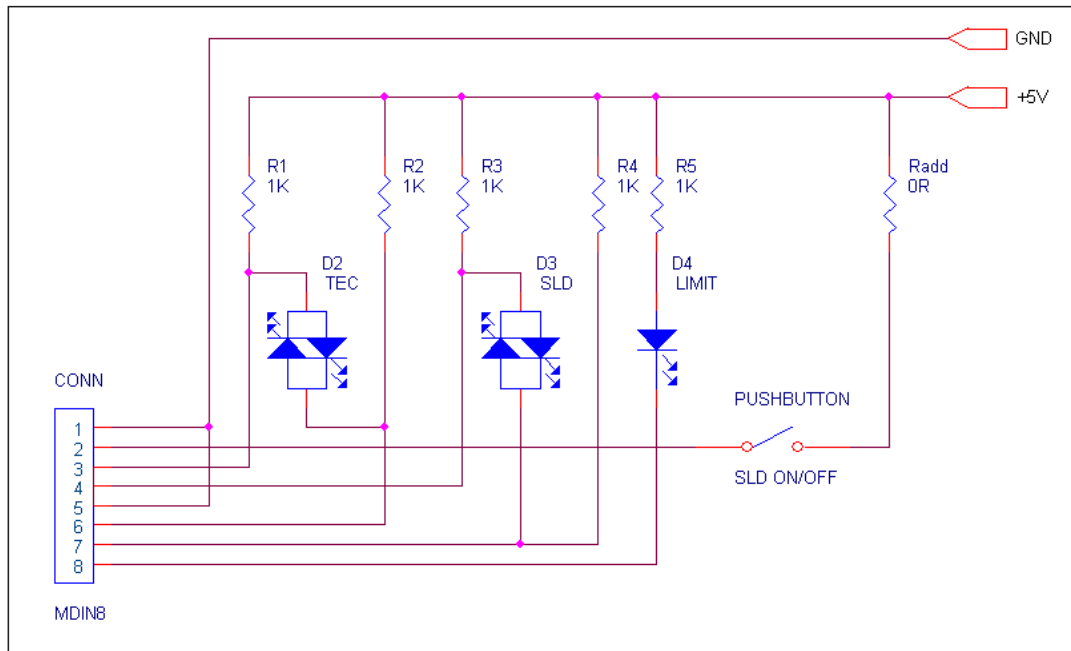 GND
+5V
R1
1K
R2
1K
R3
1K
R4
1K
R5
1K
Radd
0R
D2
TEC
D3
SLD
D4
LIMIT
CONN
PUSHBUTTON
1
2
3
4
5
6
7
8
SLD ON/OFF
MDIN8